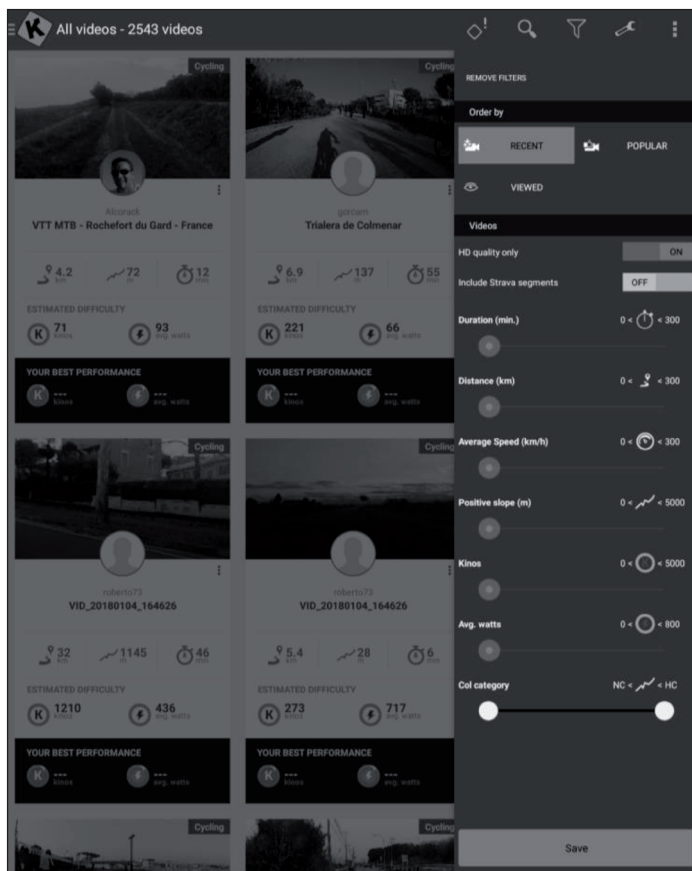 K All videos - 2543 videos
Cycling
Alcorack
VTT MTB - Rochefort du Gard - France
4.2 km
72 m
12 min
ESTIMATED DIFFICULTY
K 71 kinos
93 avg. watts
YOUR BEST PERFORMANCE
K --- kinos
--- avg. watts
Cycling
gorcam
Trialera de Colmenar
6.9 km
137 m
55 min
ESTIMATED DIFFICULTY
K 221 kinos
66 avg. watts
YOUR BEST PERFORMANCE
K --- kinos
--- avg. watts
Cycling
roberto73
VID_20180104_164626
32 km
1145 m
46 min
ESTIMATED DIFFICULTY
K 1210 kinos
436 avg. watts
YOUR BEST PERFORMANCE
K --- kinos
--- avg. watts
Cycling
roberto73
VID_20180104_164626
5.4 km
28 m
6 min
ESTIMATED DIFFICULTY
K 273 kinos
717 avg. watts
YOUR BEST PERFORMANCE
K --- kinos
--- avg. watts
Cycling
Cycling
REMOVE FILTERS
Order by
RECENT
POPULAR
VIEWED
Videos
HD quality only ON
Include Strava segments OFF
Duration (min.) 0 < < 300
Distance (km) 0 < < 300
Average Speed (km/h) 0 < < 300
Positive slope (m) 0 < < 5000
Kinos 0 < < 5000
Avg. watts 0 < < 800
Col category NC < < HC
Save